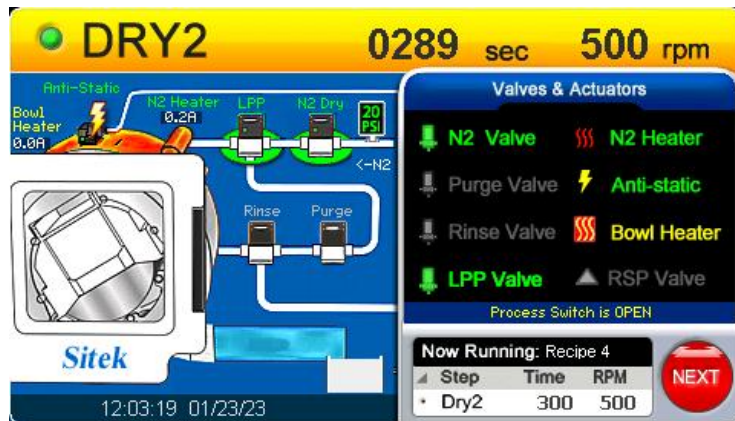 DRY2 0289 sec 500 rpm
Anti-Static
Bowl Heater
0.0A
N2 Heater
0.2A
LPP
N2 Dry
20 PSI
<-N2
Rinse
Purge
Sitek
12:03:19 01/23/23
Valves & Actuators
N2 Valve N2 Heater
Purge Valve Anti-static
Rinse Valve Bowl Heater
LPP Valve RSP Valve
Process Switch is OPEN
Now Running: Recipe 4
Step Time RPM
Dry2 300 500
NEXT